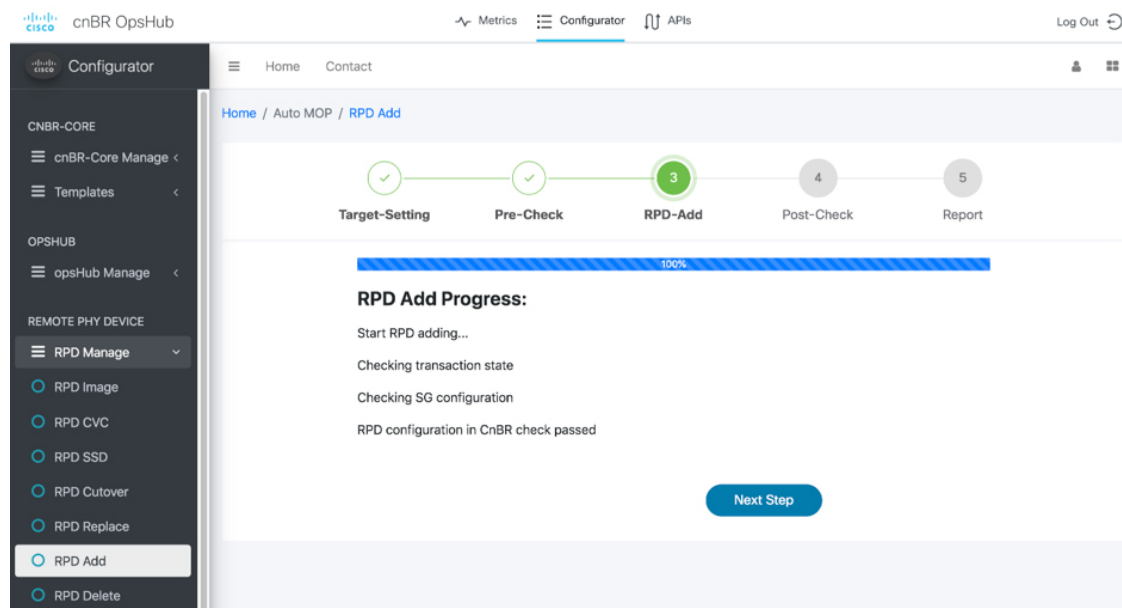 CISCO cnBR OpsHub Metrics Configurator APIs Log Out
CISCO Configurator Home Contact
Home / Auto MOP / RPD Add
CNBR-CORE
cnBR-Core Manage
Templates
OPSHUB
opsHub Manage
REMOTE PHY DEVICE
RPD Manage
RPD Image
RPD CVC
RPD SSD
RPD Cutover
RPD Replace
RPD Add
RPD Delete
3 4 5
Target-Setting Pre-Check RPD-Add Post-Check Report
100%
RPD Add Progress:
Start RPD adding...
Checking transaction state
Checking SG configuration
RPD configuration in CnBR check passed
Next Step